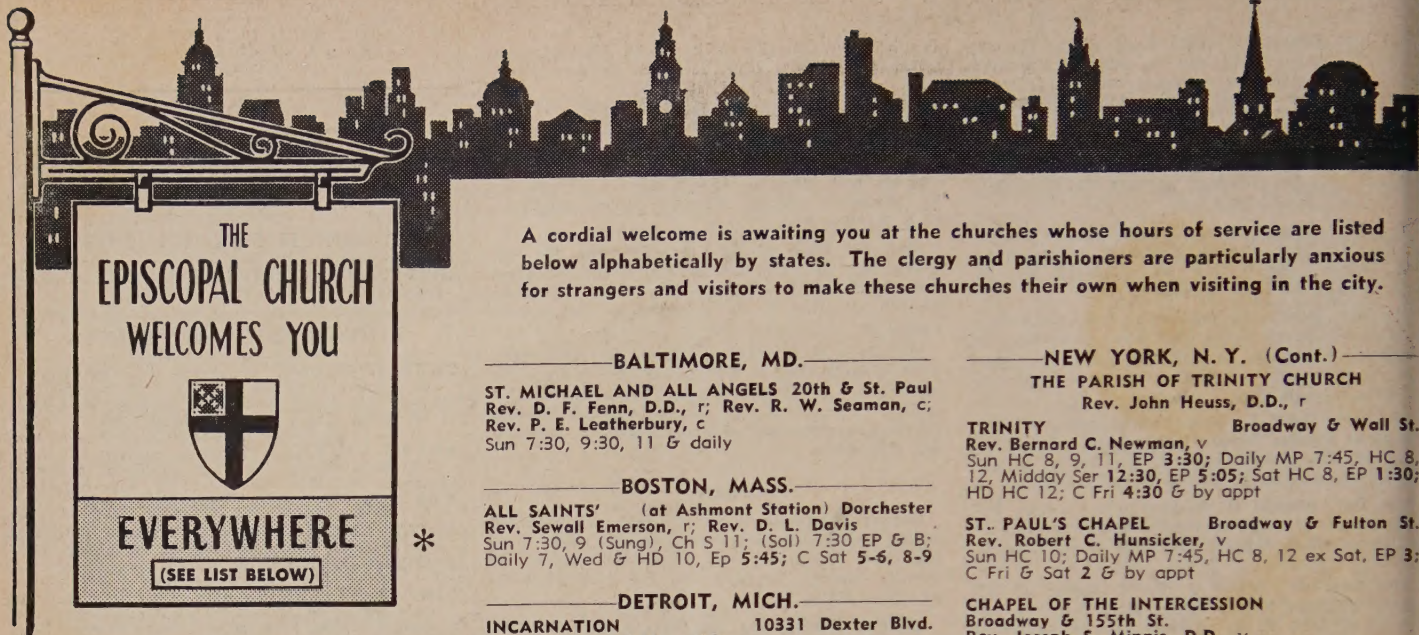 THE
EPISCOPAL CHURCH
WELCOMES YOU
EVERYWHERE
(SEE LIST BELOW)
*
A cordial welcome is awaiting you at the churches whose hours of service are listed
below alphabetically by states. The clergy and parishioners are particularly anxious
for strangers and visitors to make these churches their own when visiting in the city.
BALTIMORE, MD.
ST. MICHAEL AND ALL ANGELS 20th & St. Paul
Rev. D. F. Fenn, D.D., r; Rev. R. W. Seaman, c;
Rev. P. E. Leatherbury, c
Sun 7:30, 9:30, 11 & daily
BOSTON, MASS.
ALL SAINTS' (at Ashmont Station) Dorchester
Rev. Sewall Emerson, r; Rev. D. L. Davis
Sun 7:30, 9 (Sung), Ch S 11; (Sol) 7:30 EP & B;
Daily 7, Wed & HD 10, Ep 5:45; C Sat 5-6, 8-9
DETROIT, MICH.
INCARNATION 10331 Dexter Blvd.
NEW YORK, N. Y. (Cont.)
THE PARISH OF TRINITY CHURCH
Rev. John Heuss, D.D., r
TRINITY Broadway & Wall St.
Rev. Bernard C. Newman, v
Sun HC 8, 9, 11, EP 3:30; Daily MP 7:45, HC 8,
12, Midday Ser 12:30, EP 5:05; Sat HC 8, EP 1:30;
HD HC 12; C Fri 4:30 & by appt
ST. PAUL'S CHAPEL Broadway & Fulton St.
Rev. Robert C. Hunsicker, v
Sun HC 10; Daily MP 7:45, HC 8, 12 ex Sat, EP 3;
C Fri & Sat 2 & by appt
CHAPEL OF THE INTERCESSION
Broadway & 155th St.